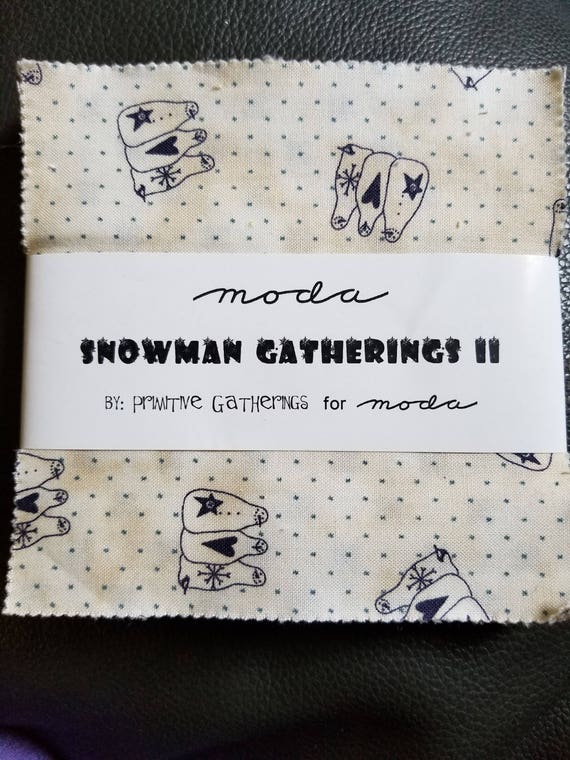 moda
SNOWMAN GATHERINGS II
BY: PRIMITIVE GATHERINGS for moda